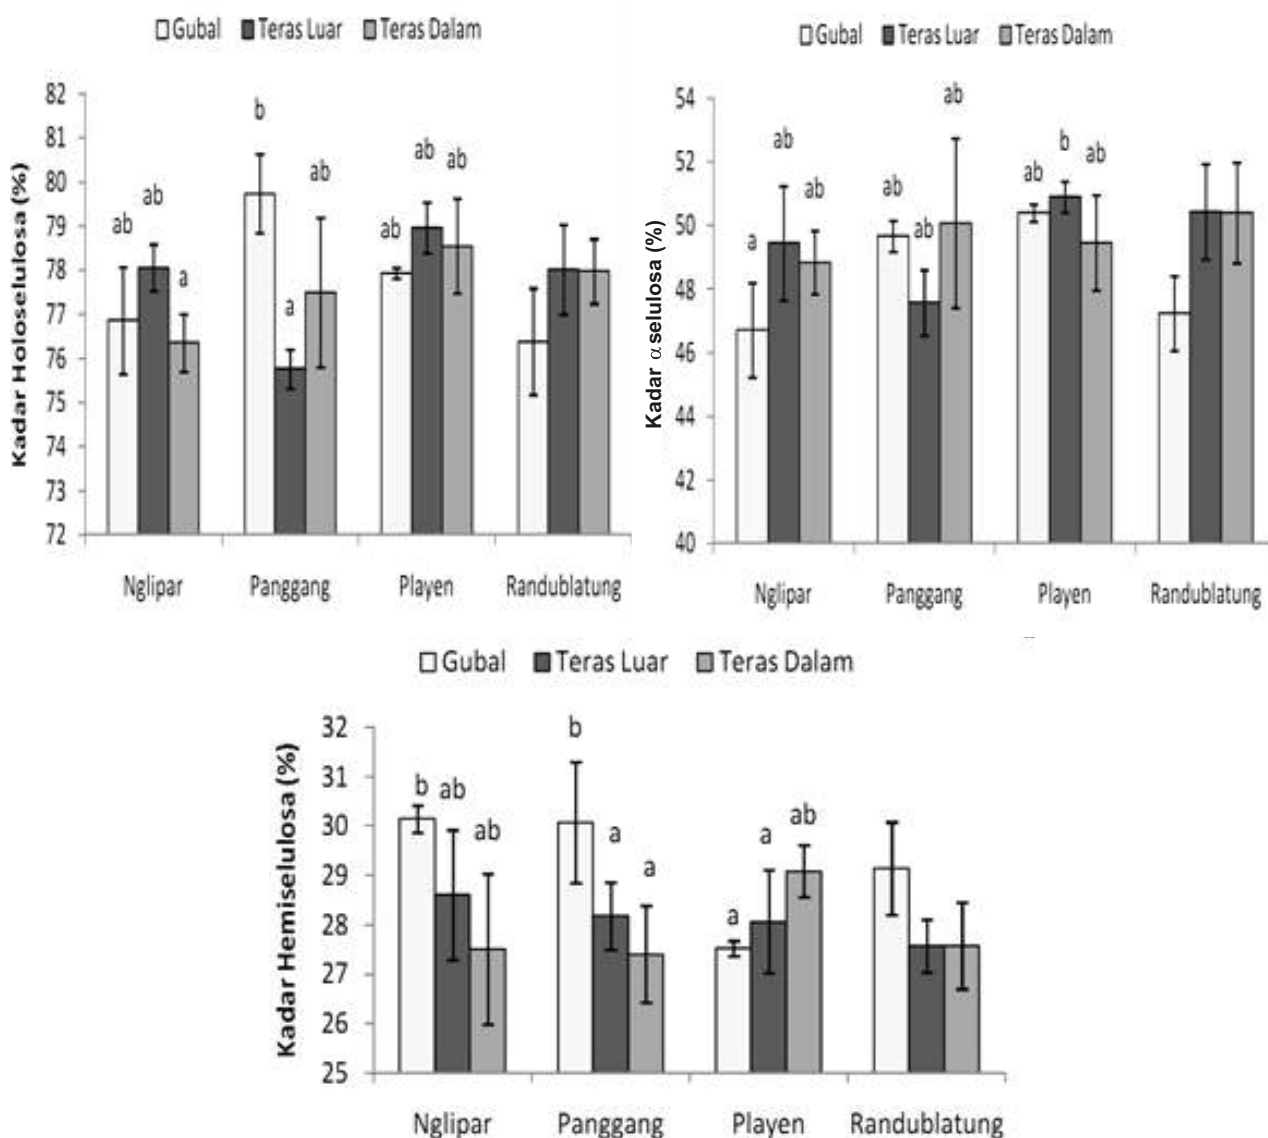 Gubal Teras Luar Teras Dalam
Kadar Holoselulosa (%)
82
81
80
79
78
77
76
75
74
73
72
ab
ab
a
b
a
ab
ab
ab
ab
Nglipar Panggang Playen Randublatung
Gubal Teras Luar Teras Dalam
Kadar α selulosa (%)
54
52
50
48
46
44
42
40
a
ab
ab
ab
ab
ab
ab
b
ab
Nglipar Panggang Playen Randublatung
Gubal Teras Luar Teras Dalam
Kadar Hemiselulosa (%)
32
31
30
29
28
27
26
25
b
ab
ab
b
a
a
a
a
ab
Nglipar Panggang Playen Randublatung